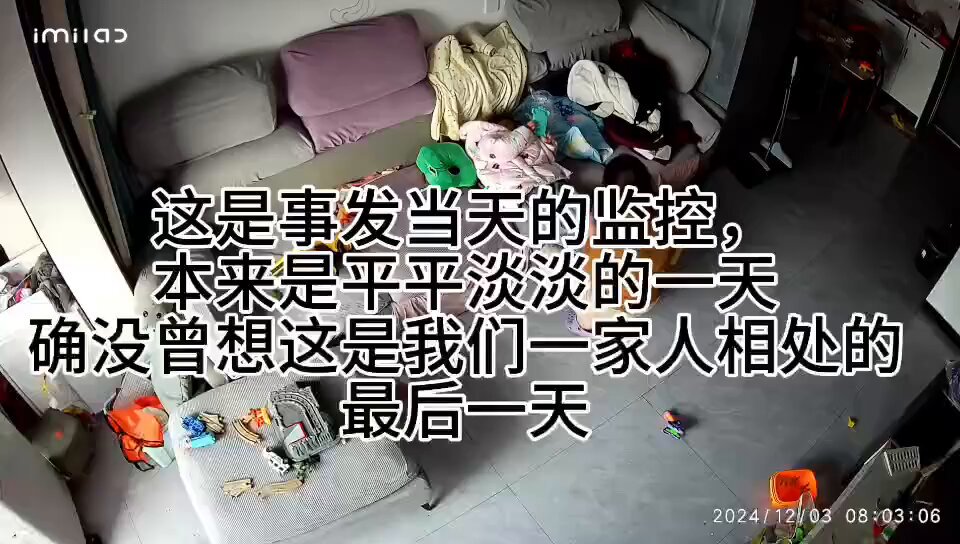 imilab
这是事发当天的监控，
本来是平平淡淡的一天
确没曾想这是我们一家人相处的
最后一天
2024/12/03 08:03:06